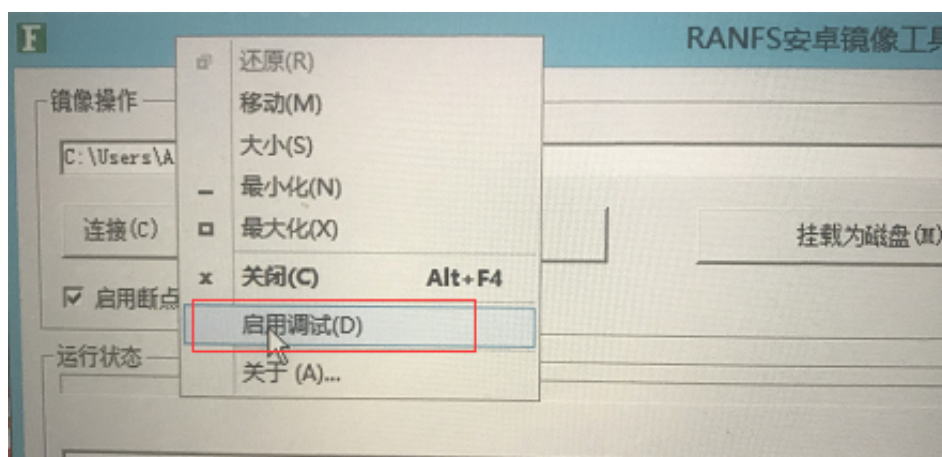 F
RANFS安卓镜像工具
还原(R)
镜像操作
移动(M)
C:\Users\A
大小(S)
最小化(N)
连接(C)
最大化(X)
挂载为磁盘(M)
关闭(C) Alt+F4
启用断点
启用调试(D)
运行状态
关于 (A)...